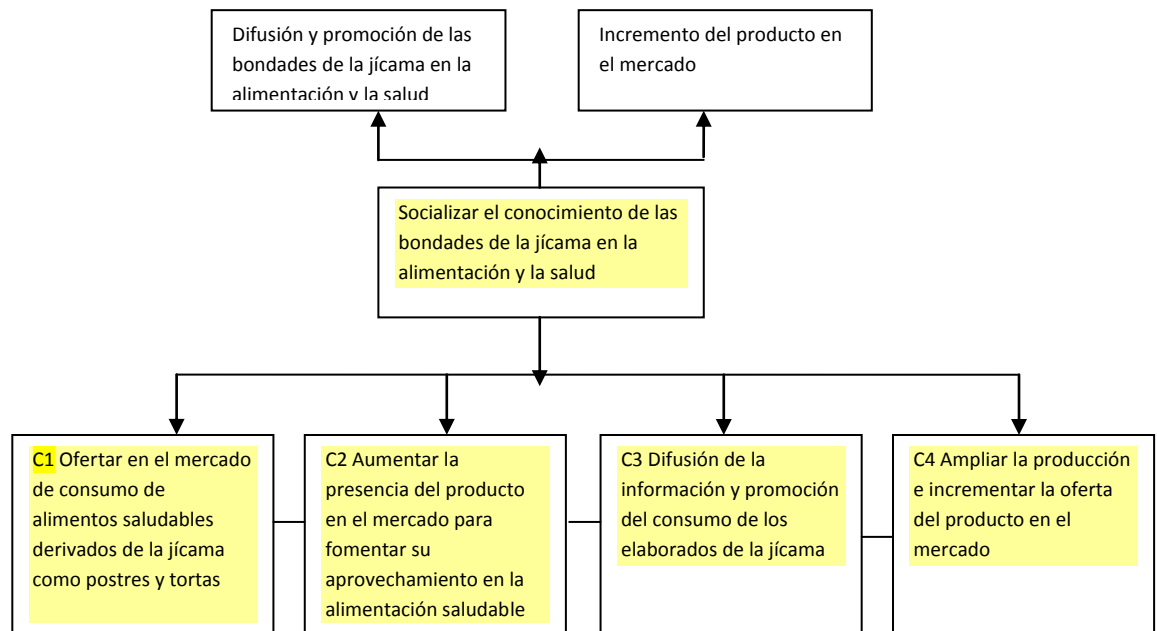 Difusión y promoción de las
bondades de la jícama en la
alimentación y la salud
Incremento del producto en
el mercado
Socializar el conocimiento de las
bondades de la jícama en la
alimentación y la salud
C1 Ofertar en el mercado
de consumo de
alimentos saludables
derivados de la jícama
como postres y tortas
C2 Aumentar la
presencia del producto
en el mercado para
fomentar su
aprovechamiento en la
alimentación saludable
C3 Difusión de la
información y promoción
del consumo de los
elaborados de la jícama
C4 Ampliar la producción
e incrementar la oferta
del producto en el
mercado